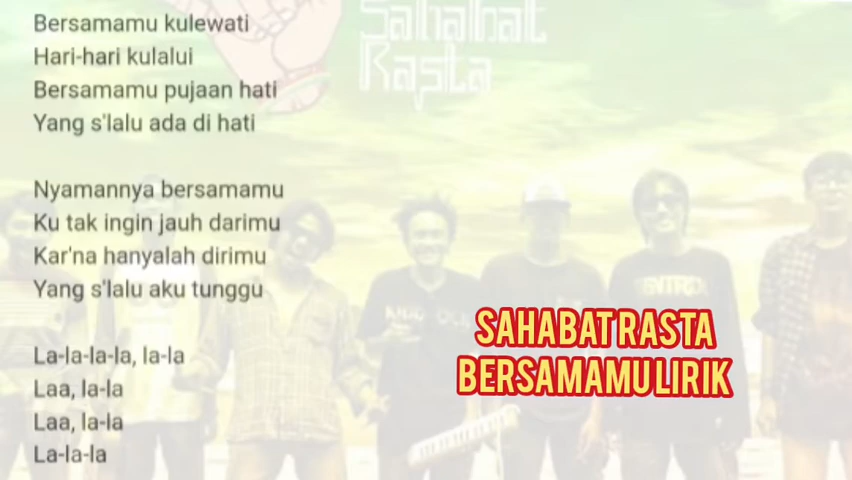 Sahabat
Rasta
Bersamamu kulewati
Hari-hari kulalui
Bersamamu pujaan hati
Yang s'lalu ada di hati
Nyamannya bersamamu
Ku tak ingin jauh darimu
Kar'na hanyalah dirimu
Yang s'lalu aku tunggu
La-la-la-la, la-la
Laa, la-la
Laa, la-la
La-la-la
SAHABAT RASTA
BERSAMAMU LIRIK